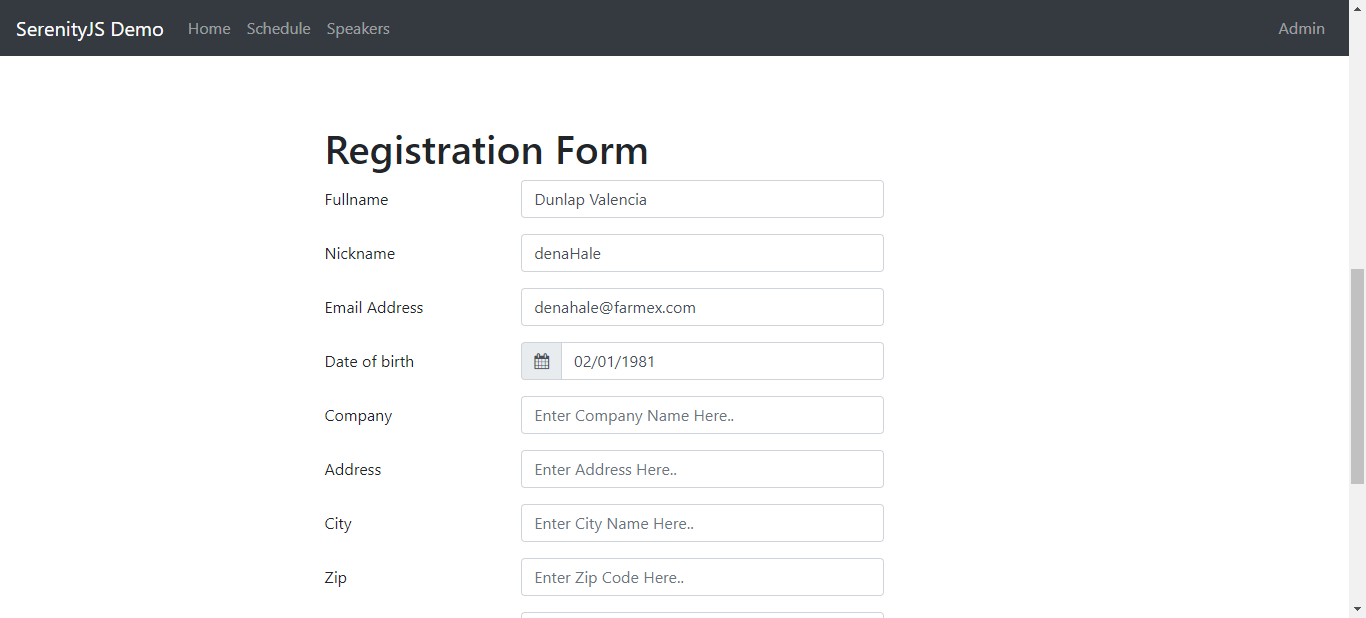 SerenityJS Demo Home Schedule Speakers Admin
Registration Form
Fullname Dunlap Valencia
Nickname denaHale
Email Address denahale@farmex.com
Date of birth 02/01/1981
Company Enter Company Name Here..
Address Enter Address Here..
City Enter City Name Here..
Zip Enter Zip Code Here..